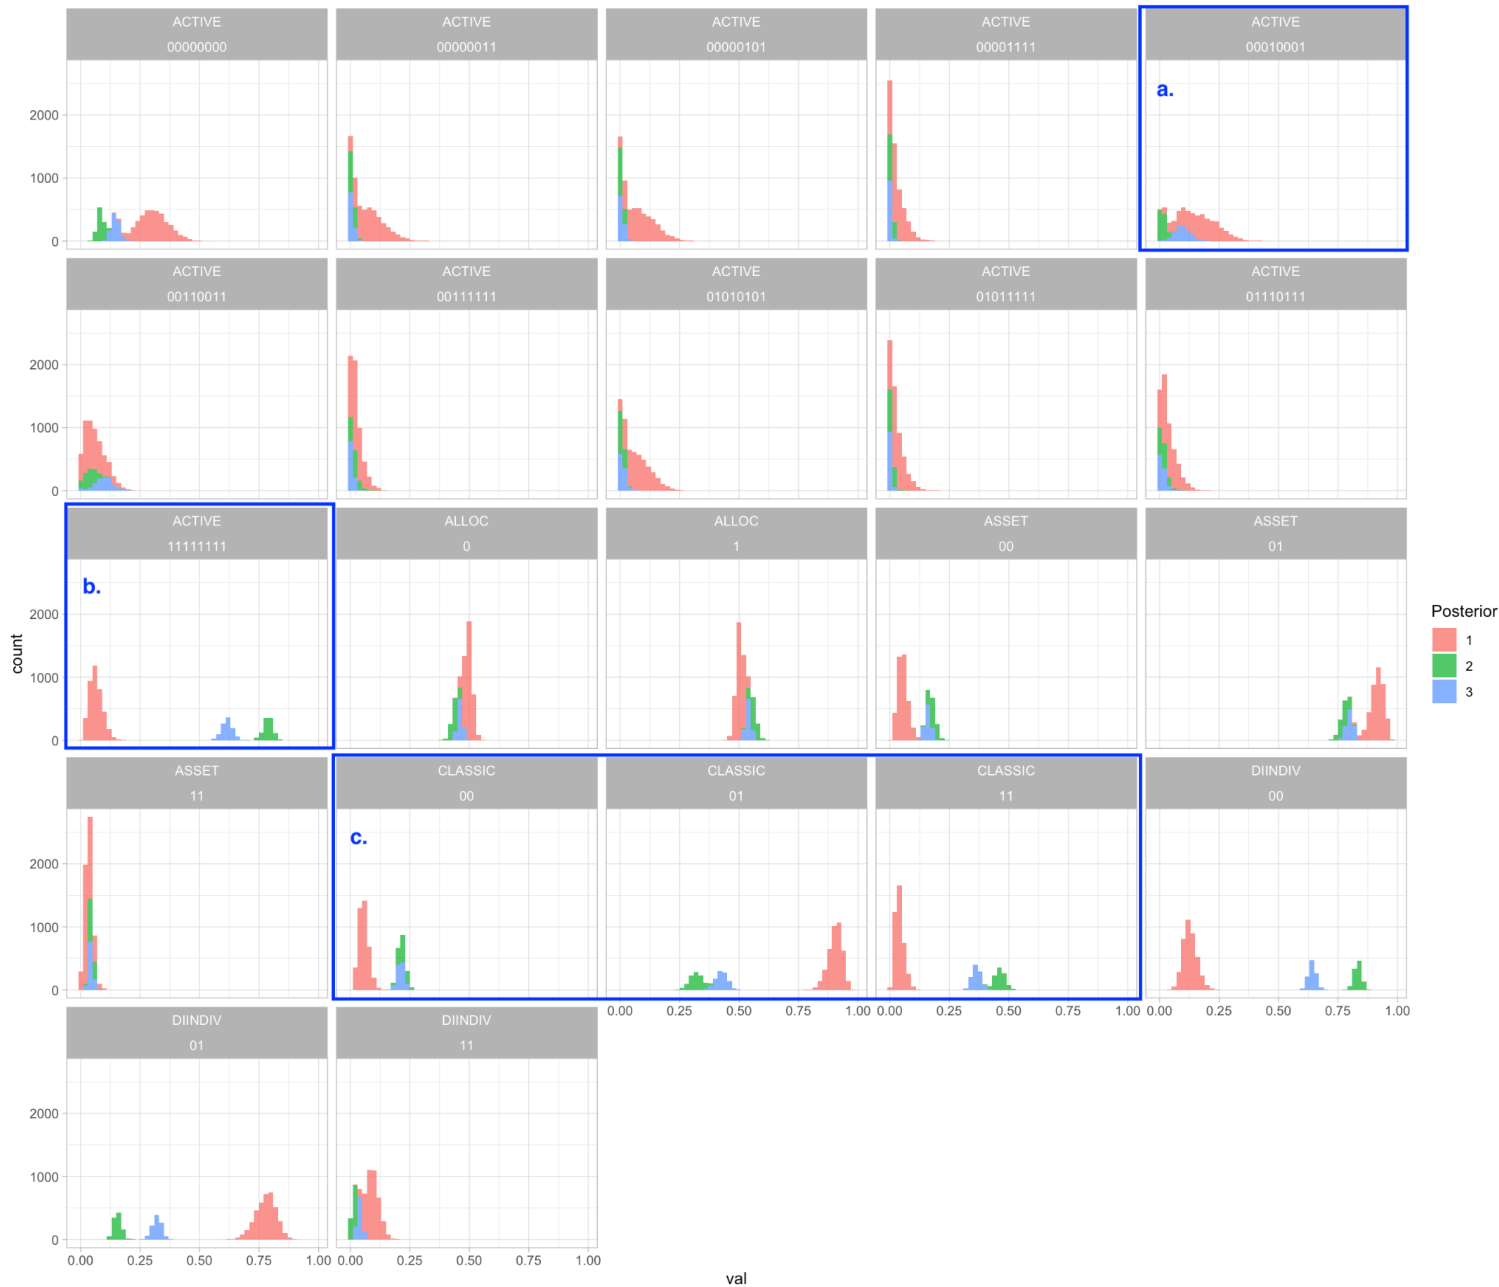 ACTIVE ACTIVE ACTIVE ACTIVE ACTIVE
00000000 00000011 00000101 00001111 00010001
a.
2000
1000
0
ACTIVE ACTIVE ACTIVE ACTIVE ACTIVE
00110011 00111111 01010101 01011111 01110111
2000
1000
0
ACTIVE ALLOC ALLOC ASSET ASSET
11111111 0 1 00 01
b.
2000
1000
0
count
Posterior
1
2
3
ASSET CLASSIC CLASSIC CLASSIC DIINDIV
11 00 01 11 00
c.
2000
1000
0
0.00 0.25 0.50 0.75 1.00 0.00 0.25 0.50 0.75 1.00 0.00 0.25 0.50 0.75 1.00
DIINDIV DIINDIV
01 11
2000
1000
0
0.00 0.25 0.50 0.75 1.00 0.00 0.25 0.50 0.75 1.00
val